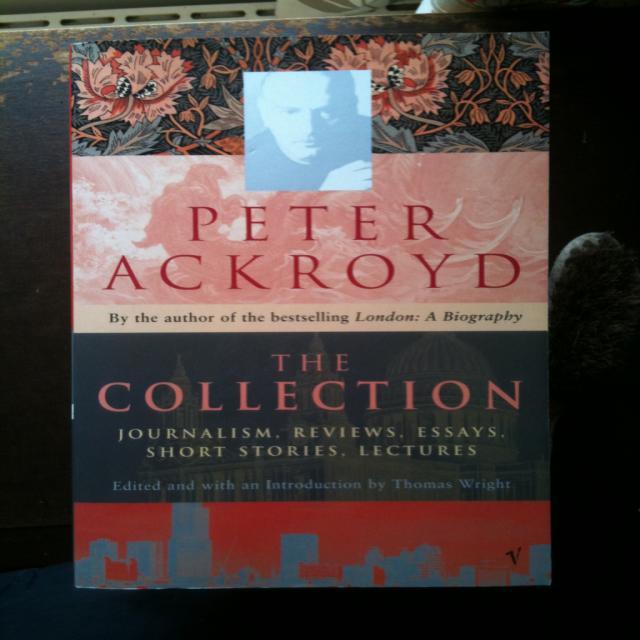 PETER
ACKROYD
By the author of the bestselling London: A Biography
THE
COLLECTION
JOURNALISM, REVIEWS, ESSAYS,
SHORT STORIES, LECTURES
Edited and with an Introduction by Thomas Wright
V